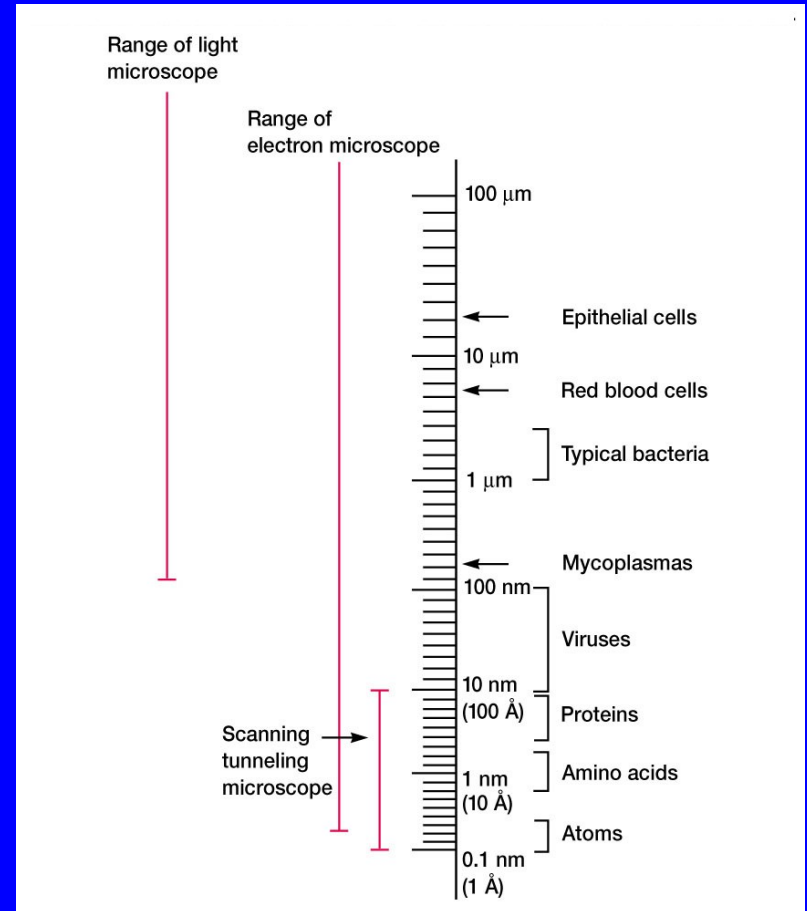 Range of light
microscope
Range of
electron microscope
100 μm
Epithelial cells
10 μm
Red blood cells
Typical bacteria
1 μm
Mycoplasmas
100 nm
Viruses
10 nm
(100 Å)
Proteins
Scanning
tunneling
microscope
1 nm
(10 Å)
Amino acids
Atoms
0.1 nm
(1 Å)